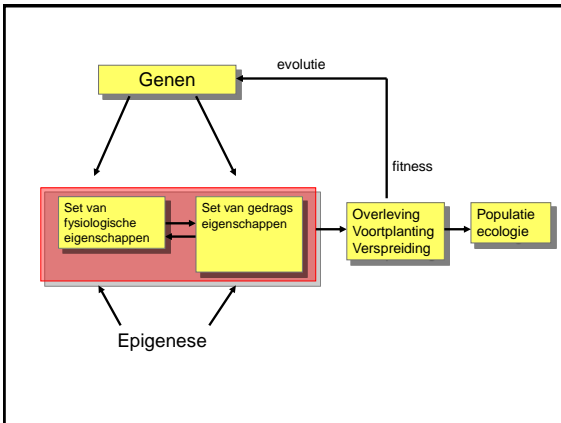 evolutie
Genen
fitness
Set van
fysiologische
eigenschappen
Set van gedrags
eigenschappen
Overleving
Voortplanting
Verspreiding
Populatie
ecologie
Epigenese